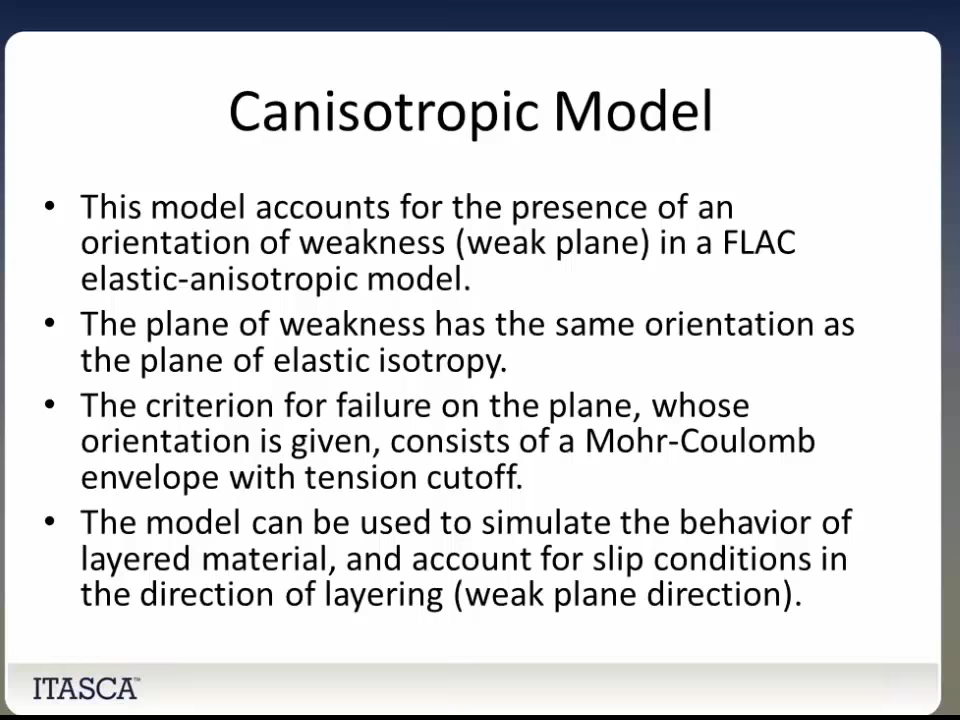 Canisotropic Model
• This model accounts for the presence of an
orientation of weakness (weak plane) in a FLAC
elastic-anisotropic model.
• The plane of weakness has the same orientation as
the plane of elastic isotropy.
• The criterion for failure on the plane, whose
orientation is given, consists of a Mohr-Coulomb
envelope with tension cutoff.
• The model can be used to simulate the behavior of
layered material, and account for slip conditions in
the direction of layering (weak plane direction).
ITASCA™